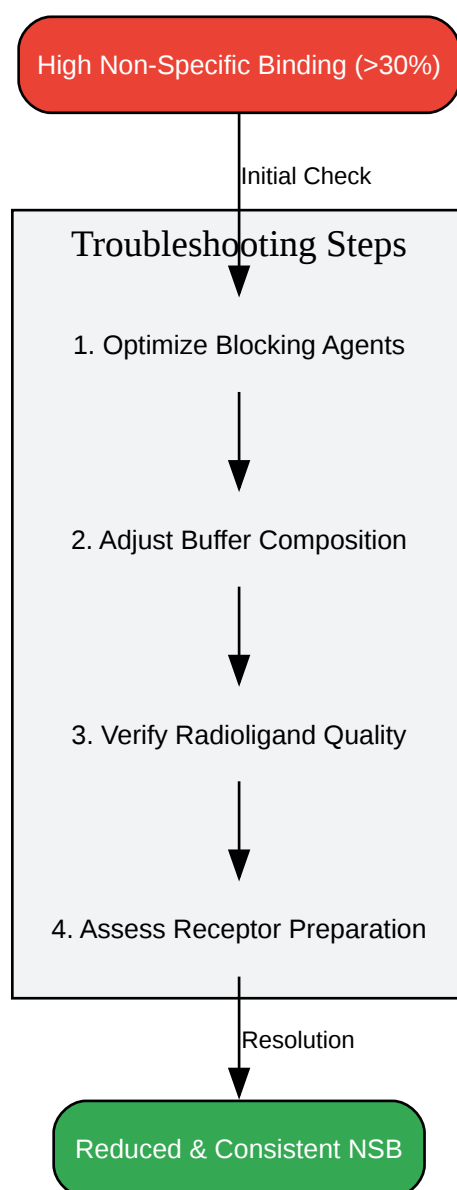 High Non-Specific Binding (>30%)
Initial Check
Troubleshooting Steps
1. Optimize Blocking Agents
2. Adjust Buffer Composition
3. Verify Radioligand Quality
4. Assess Receptor Preparation
Resolution
Reduced & Consistent NSB